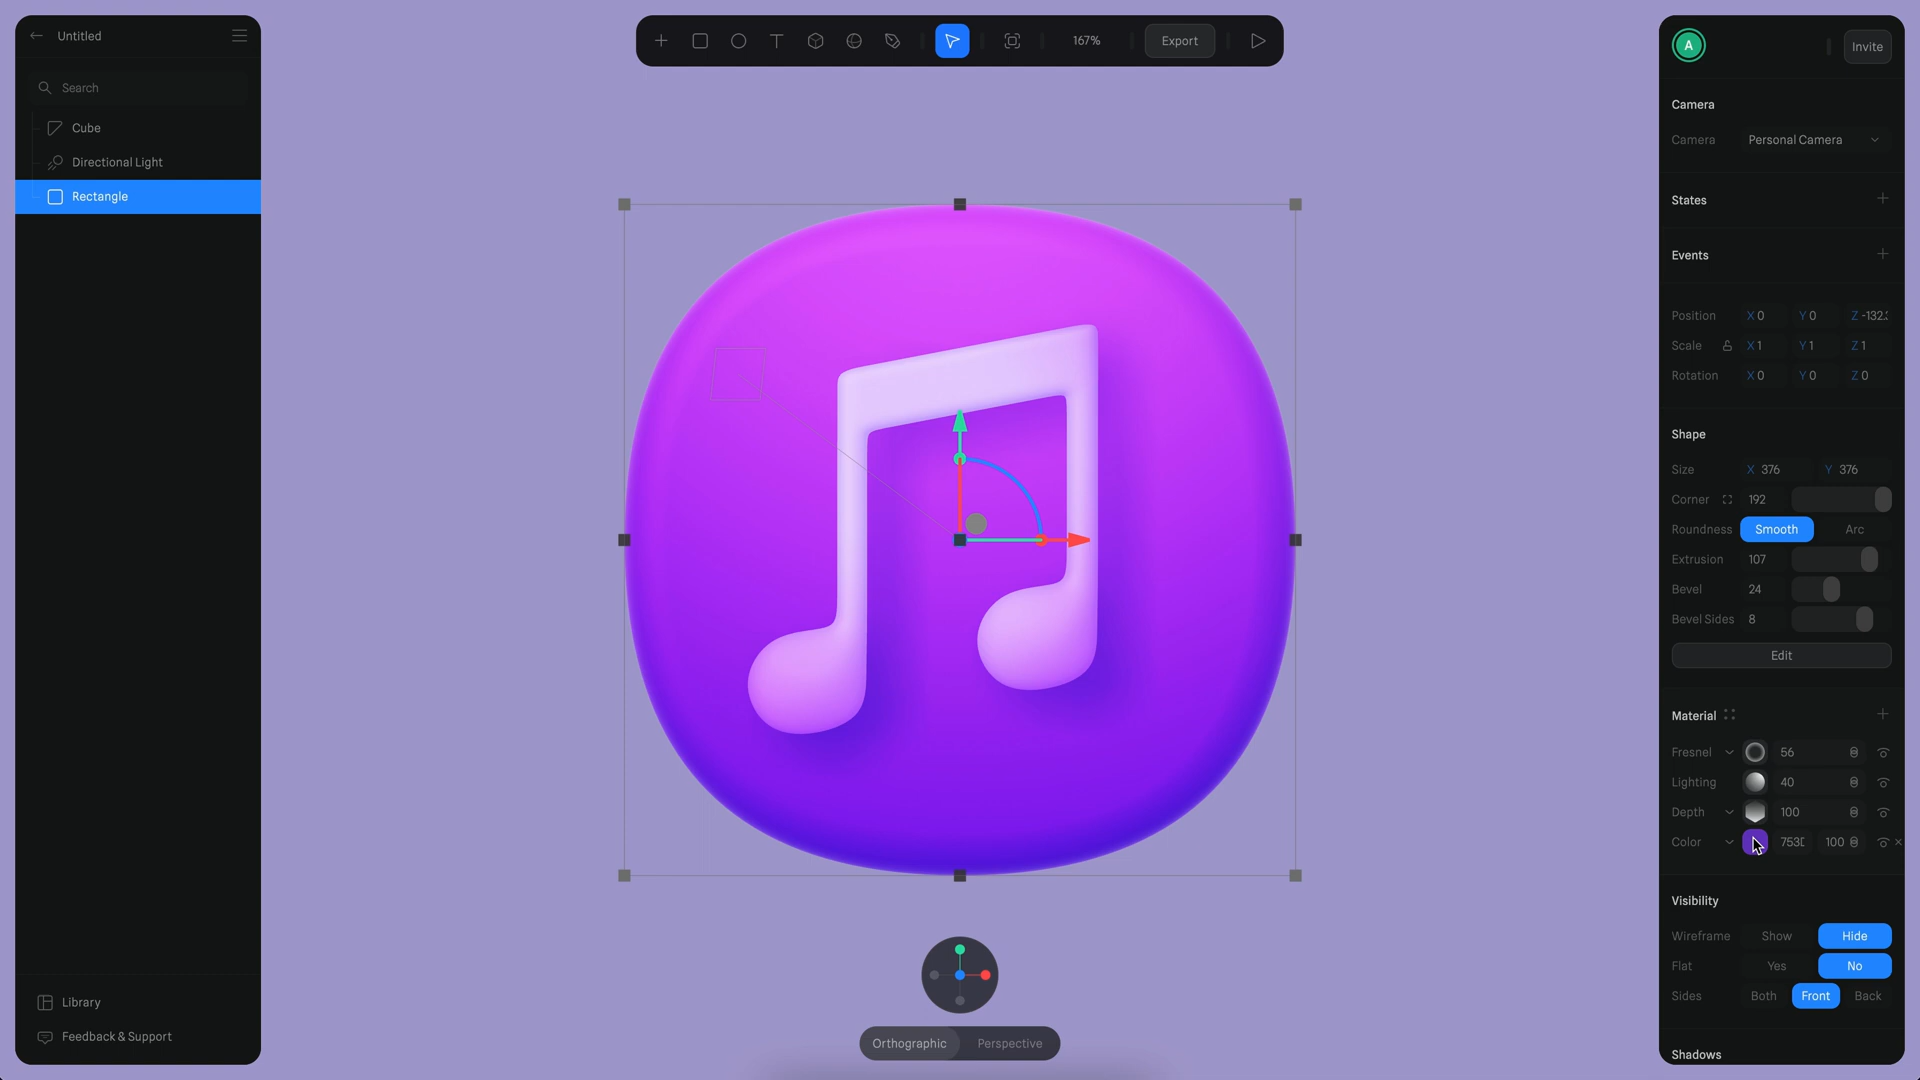 Untitled
Search
Cube
Directional Light
Rectangle
Library
Feedback & Support
167%
Export
Orthographic
Perspective
A
Invite
Camera
Camera Personal Camera
States
Events
Position X 0 Y 0 Z -132.
Scale X 1 Y 1 Z 1
Rotation X 0 Y 0 Z 0
Shape
Size X 376 Y 376
Corner 192
Roundness Smooth Arc
Extrusion 107
Bevel 24
Bevel Sides 8
Edit
Material
Fresnel 56
Lighting 40
Depth 100
Color 753 100
Visibility
Wireframe Show Hide
Flat Yes No
Sides Both Front Back
Shadows